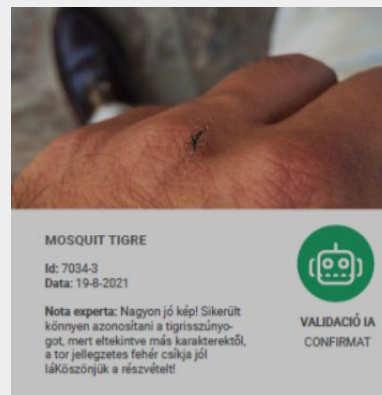 MOSQUIT TIGRE
Id: 7034-3
Data: 19-8-2021
Nota experta: Nagyon jó kép! Sikerült
könnyen azonosítani a tigrisszúnyo-
got, mert eltekintve más karakterektől,
a tor jellegzetes fehér csíkja jól
láKöszönjük a részvételt!
VALIDACIÓ IA
CONFIRMAT